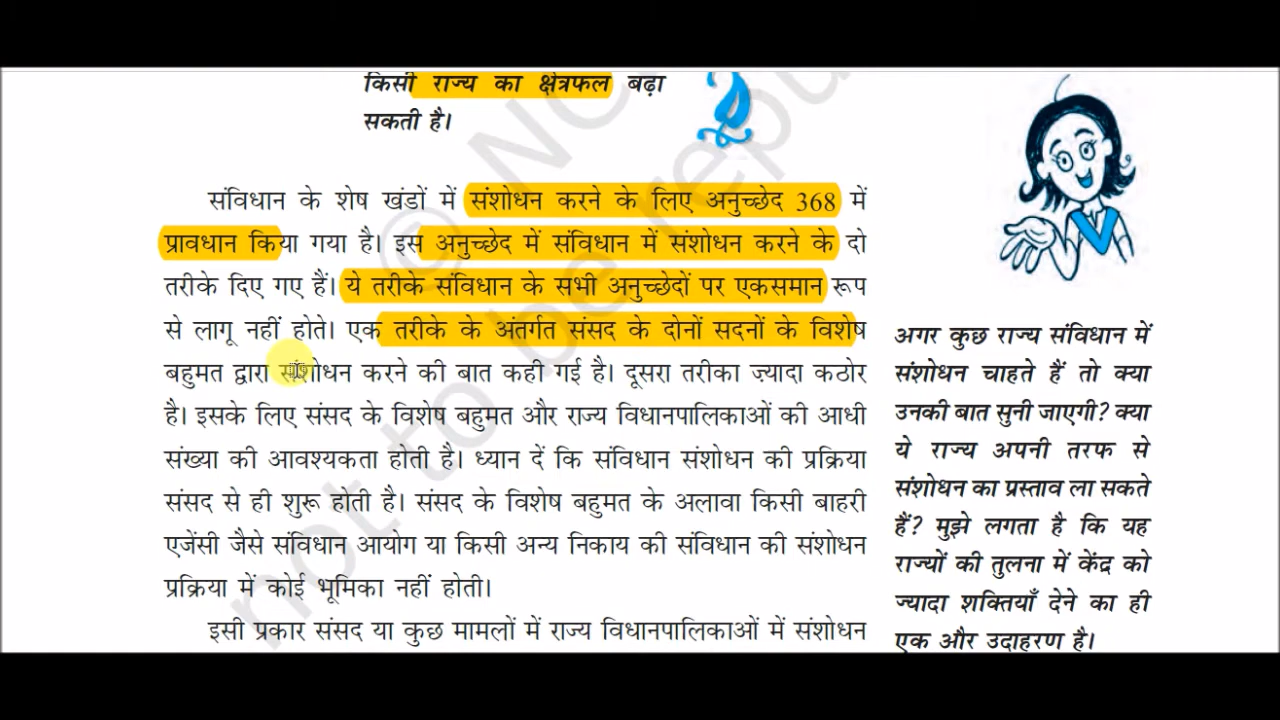 किसी राज्य का क्षेत्रफल बढ़ा
सकती है।
संविधान के शेष खंडों में संशोधन करने के लिए अनुच्छेद 368 में
प्रावधान किया गया है। इस अनुच्छेद में संविधान में संशोधन करने के दो
तरीके दिए गए हैं। ये तरीके संविधान के सभी अनुच्छेदों पर एकसमान रूप
से लागू नहीं होते। एक तरीके के अंतर्गत संसद के दोनों सदनों के विशेष
बहुमत द्वारा संशोधन करने की बात कही गई है। दूसरा तरीका ज़्यादा कठोर
है। इसके लिए संसद के विशेष बहुमत और राज्य विधानपालिकाओं की आधी
संख्या की आवश्यकता होती है। ध्यान दें कि संविधान संशोधन की प्रक्रिया
संसद से ही शुरू होती है। संसद के विशेष बहुमत के अलावा किसी बाहरी
एजेंसी जैसे संविधान आयोग या किसी अन्य निकाय की संविधान की संशोधन
प्रक्रिया में कोई भूमिका नहीं होती।
इसी प्रकार संसद या कुछ मामलों में राज्य विधानपालिकाओं में संशोधन
अगर कुछ राज्य संविधान में
संशोधन चाहते हैं तो क्या
उनकी बात सुनी जाएगी? क्या
ये राज्य अपनी तरफ से
संशोधन का प्रस्ताव ला सकते
हैं? मुझे लगता है कि यह
राज्यों की तुलना में केंद्र को
ज्यादा शक्तियाँ देने का ही
एक और उदाहरण है।
not to be repu